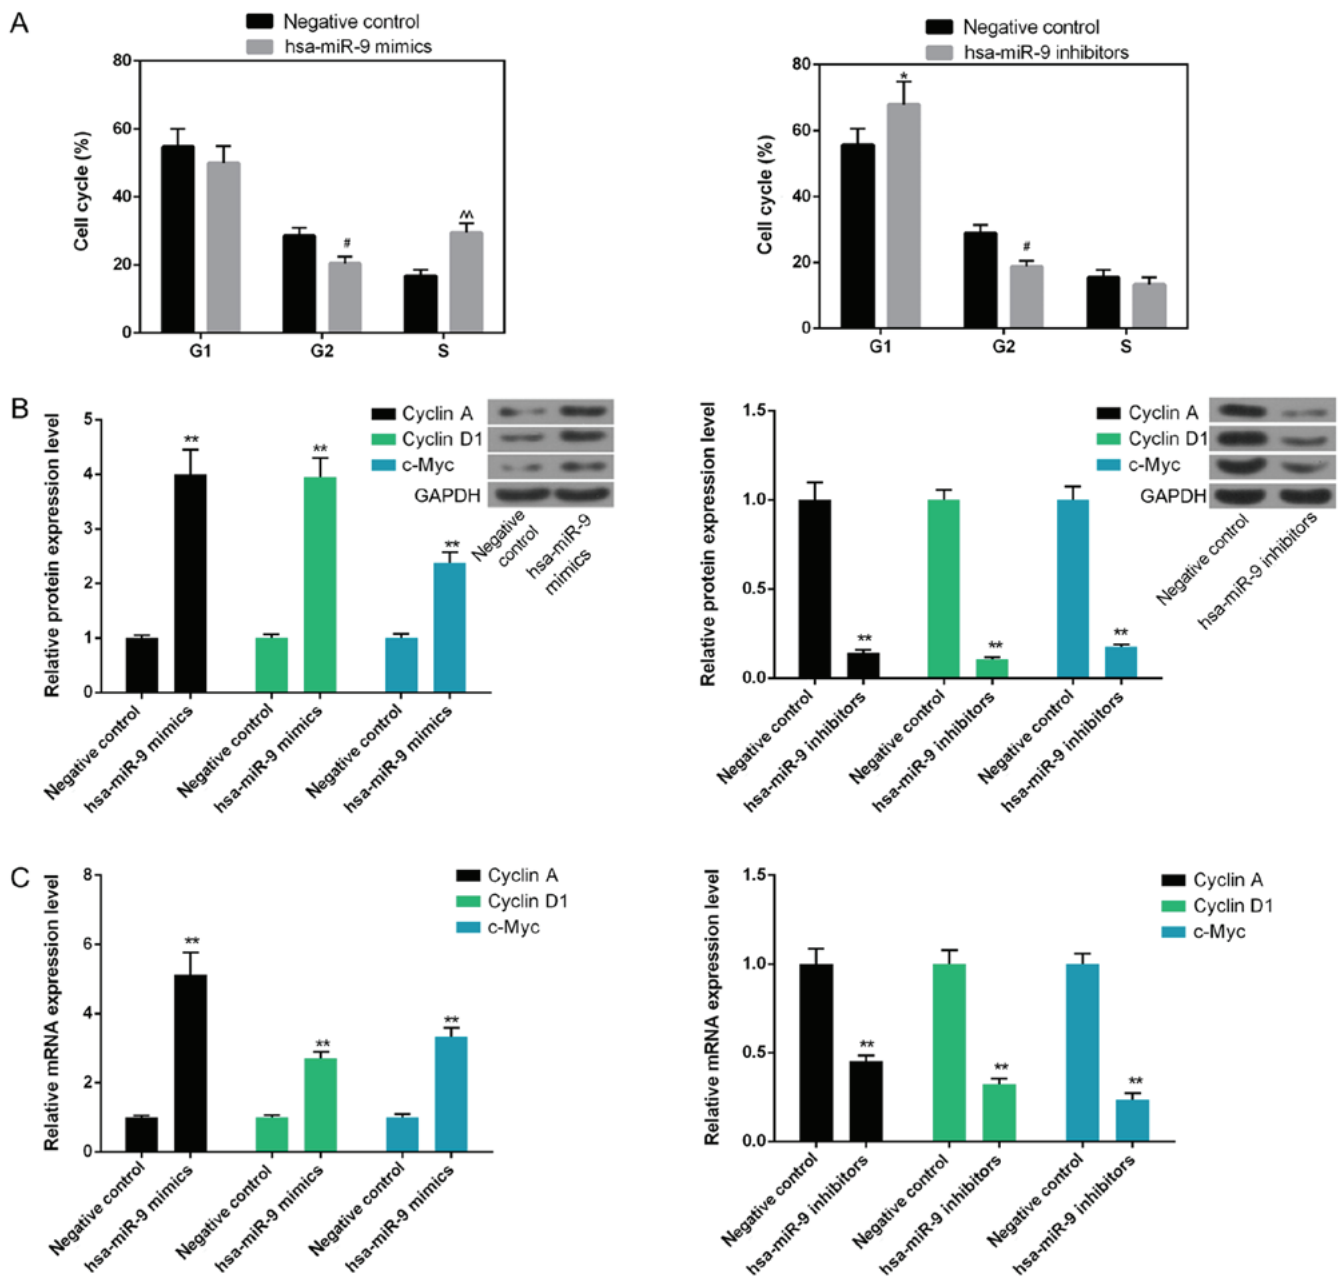 A
Negative control
hsa-miR-9 mimics
Cell cycle (%)
80
60
40
20
0
#
^^
G1
G2
S
Negative control
hsa-miR-9 inhibitors
Cell cycle (%)
80
60
40
20
0
*
#
G1
G2
S
B
Relative protein expression level
5
4
3
2
1
0
**
**
**
Cyclin A
Cyclin D1
c-Myc
GAPDH
Negative control
hsa-miR-9 mimics
Negative control
hsa-miR-9 mimics
Negative control
hsa-miR-9 mimics
Negative control
hsa-miR-9 mimics
Relative protein expression level
1.5
1.0
0.5
0.0
**
**
**
Cyclin A
Cyclin D1
c-Myc
GAPDH
Negative control
hsa-miR-9 inhibitors
Negative control
hsa-miR-9 inhibitors
Negative control
hsa-miR-9 inhibitors
Negative control
hsa-miR-9 inhibitors
C
Relative mRNA expression level
8
6
4
2
0
**
**
**
Cyclin A
Cyclin D1
c-Myc
Negative control
hsa-miR-9 mimics
Negative control
hsa-miR-9 mimics
Negative control
hsa-miR-9 mimics
Relative mRNA expression level
1.5
1.0
0.5
0.0
**
**
**
Cyclin A
Cyclin D1
c-Myc
Negative control
hsa-miR-9 inhibitors
Negative control
hsa-miR-9 inhibitors
Negative control
hsa-miR-9 inhibitors